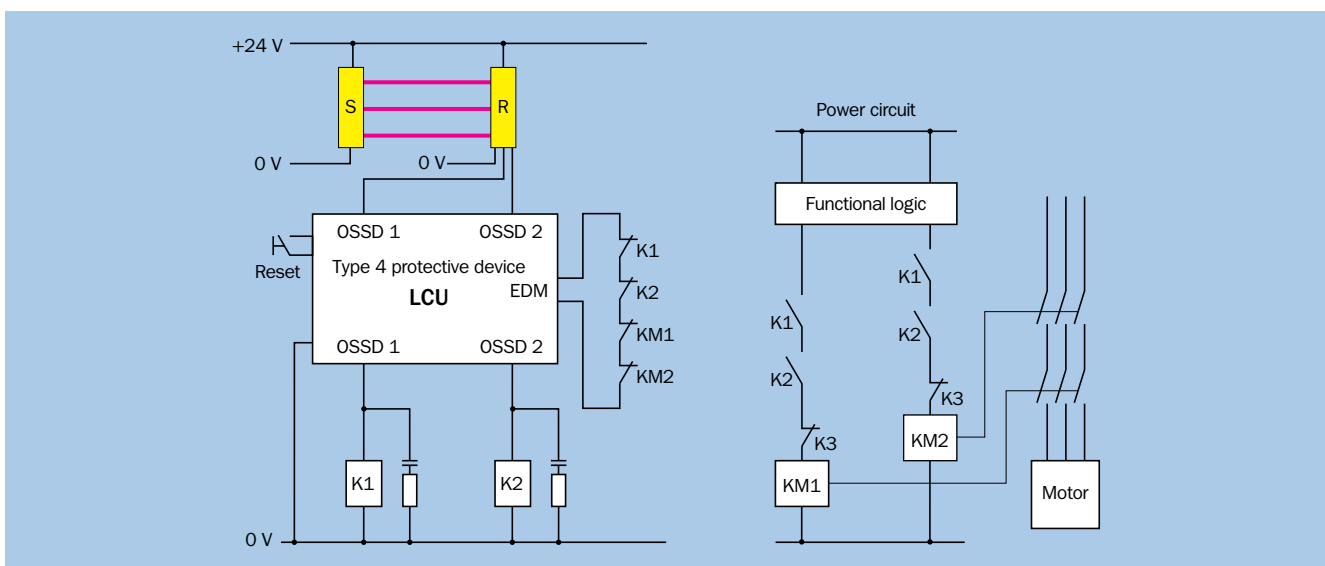 +24 V
S
R
0 V
0 V
OSSD 1
OSSD 2
Reset
Type 4 protective device
LCU
EDM
OSSD 1
OSSD 2
K1
K2
KM1
KM2
K1
K2
0 V
Power circuit
Functional logic
K1
K1
K2
K2
K3
K3
KM2
KM1
Motor